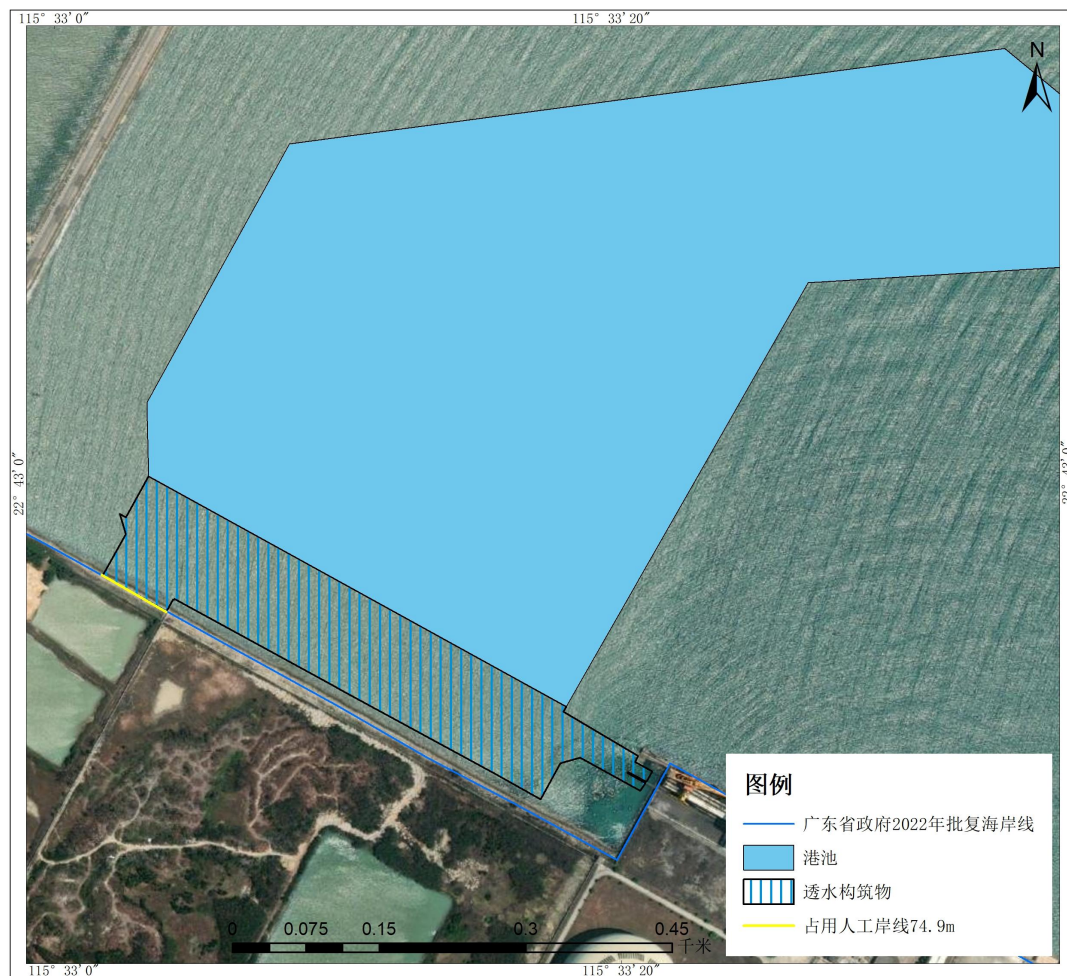 115° 33'0"
115° 33'20"
N
22° 43'0"
22° 43'0"
图例
广东省政府2022年批复海岸线
港池
透水构筑物
占用人工岸线74.9m
0 0.075 0.15 0.3 0.45
千米
115° 33'0"
115° 33'20"